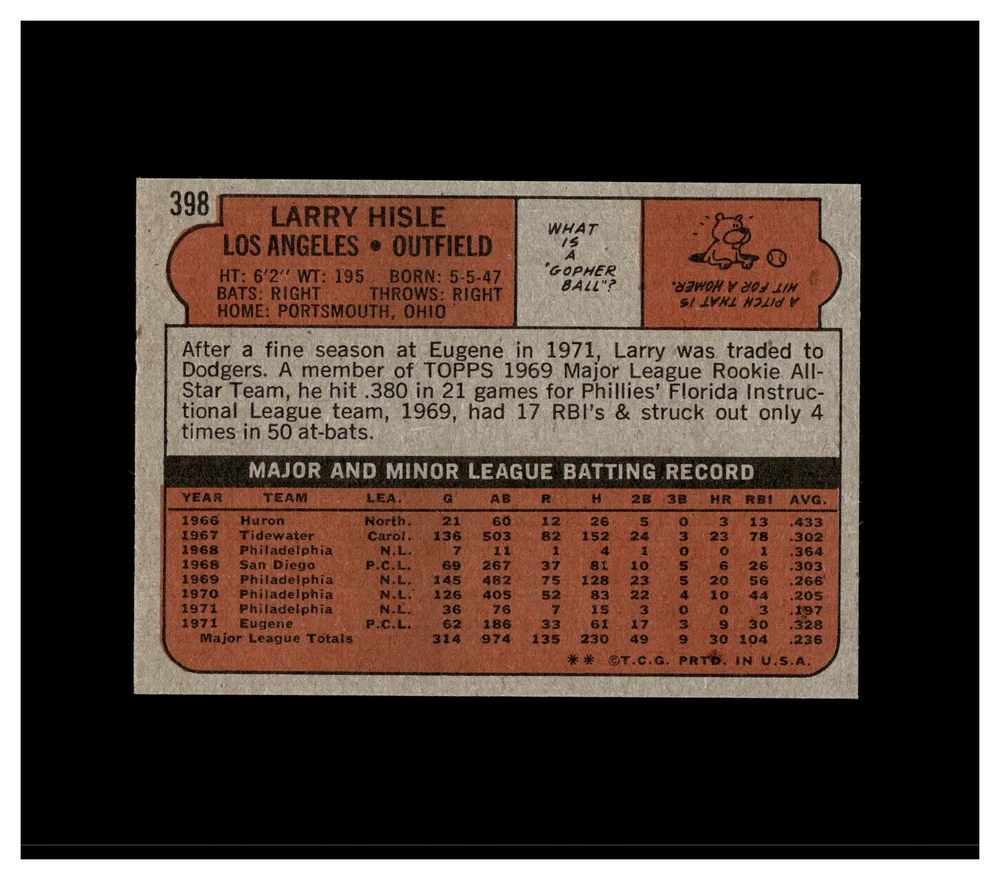 398
LARRY HISLE
LOS ANGELES • OUTFIELD
HT: 6'2" WT: 195 BORN: 5-5-47
BATS: RIGHT THROWS: RIGHT
HOME: PORTSMOUTH, OHIO
WHAT
IS
A
"GOPHER
BALL"?
A PITCH THAT IS
HIT FOR A HOMER.
After a fine season at Eugene in 1971, Larry was traded to
Dodgers. A member of TOPPS 1969 Major League Rookie All-
Star Team, he hit .380 in 21 games for Phillies' Florida Instruc-
tional League team, 1969, had 17 RBI's & struck out only 4
times in 50 at-bats.
MAJOR AND MINOR LEAGUE BATTING RECORD
YEAR TEAM LEA. G AB R H 2B 3B HR RBI AVG.
1966 Huron North. 21 60 12 26 5 0 3 13 .433
1967 Tidewater Carol. 136 503 82 152 24 3 23 78 .302
1968 Philadelphia N.L. 7 11 1 4 1 0 0 1 .364
1968 San Diego P.C.L. 69 267 37 81 10 5 6 26 .303
1969 Philadelphia N.L. 145 482 75 128 23 5 20 56 .266
1970 Philadelphia N.L. 126 405 52 83 22 4 10 44 .205
1971 Philadelphia N.L. 36 76 7 15 3 0 0 3 .197
1971 Eugene P.C.L. 62 186 33 61 17 3 9 30 .328
Major League Totals 314 974 135 230 49 9 30 104 .236
** ©T.C.G. PRTD. IN U.S.A.